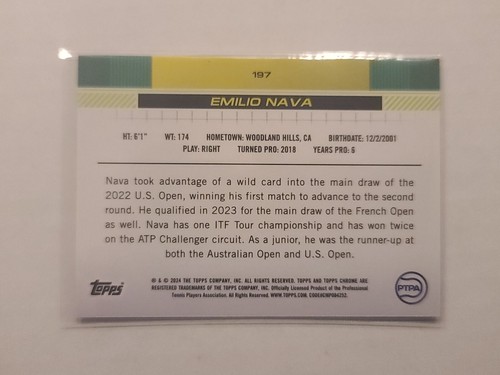 197
EMILIO NAVA
HT: 6'1" WT: 174 HOMETOWN: WOODLAND HILLS, CA BIRTHDATE: 12/2/2001
PLAY: RIGHT TURNED PRO: 2018 YEARS PRO: 6
Nava took advantage of a wild card into the main draw of the
2022 U.S. Open, winning his first match to advance to the second
round. He qualified in 2023 for the main draw of the French Open
as well. Nava has one ITF Tour championship and has won twice
on the ATP Challenger circuit. As a junior, he was the runner-up at
both the Australian Open and U.S. Open.
Topps
® & © 2024 THE TOPPS COMPANY, INC. ALL RIGHTS RESERVED. TOPPS AND TOPPS CHROME ARE
REGISTERED TRADEMARKS OF THE TOPPS COMPANY, INC. Officially Licensed Product of the Professional
Tennis Players Association. All Rights Reserved. WWW.TOPPS.COM.
PTPA